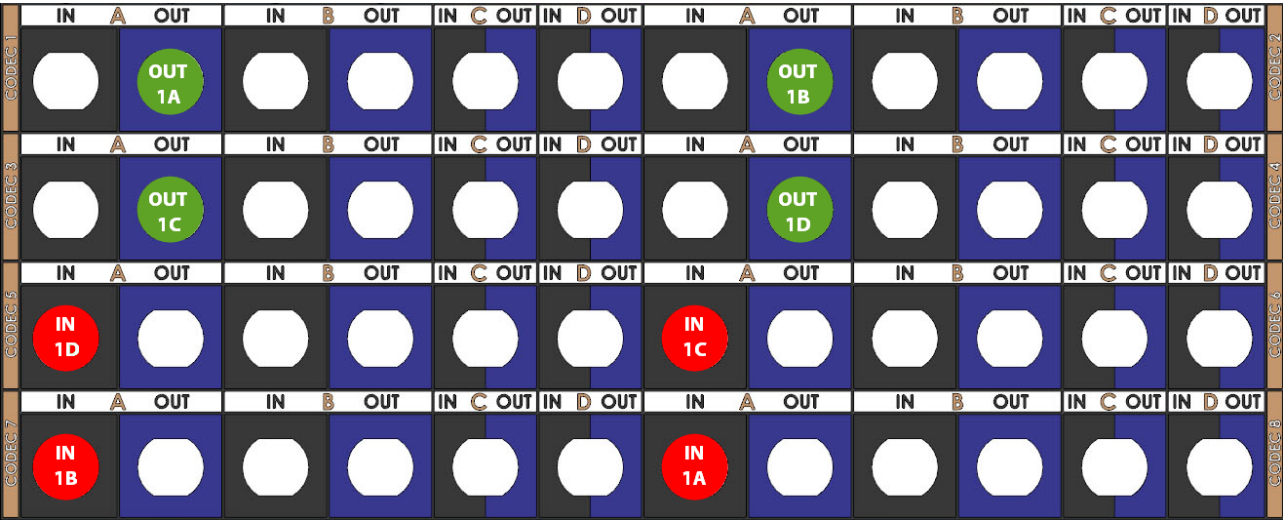 IN A OUT IN B OUT IN C OUT IN D OUT IN A OUT IN B OUT IN C OUT IN D OUT
CODEC 1
OUT
1A
OUT
1B
CODEC 2
IN A OUT IN B OUT IN C OUT IN D OUT IN A OUT IN B OUT IN C OUT IN D OUT
CODEC 3
OUT
1C
OUT
1D
CODEC 4
IN A OUT IN B OUT IN C OUT IN D OUT IN A OUT IN B OUT IN C OUT IN D OUT
CODEC 5
IN
1D
IN
1C
CODEC 6
IN A OUT IN B OUT IN C OUT IN D OUT IN A OUT IN B OUT IN C OUT IN D OUT
CODEC 7
IN
1B
IN
1A
CODEC 8